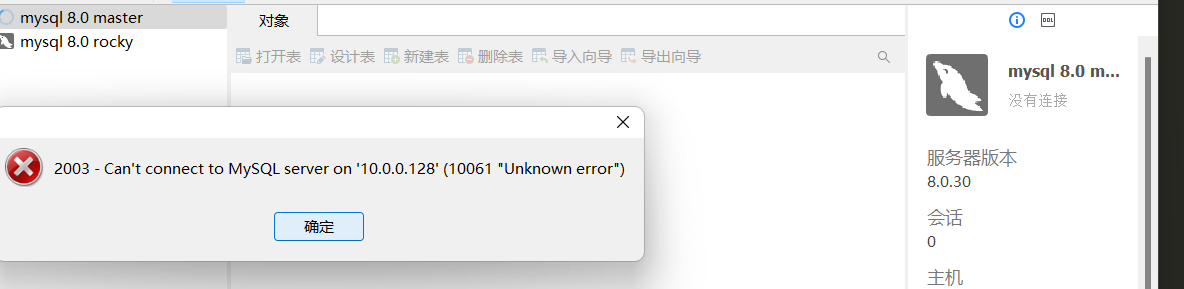 mysql 8.0 master
mysql 8.0 rocky
对象
打开表 设计表 新建表 删除表 导入向导 导出向导
2003 - Can't connect to MySQL server on '10.0.0.128' (10061 "Unknown error")
确定
DDL
mysql 8.0 m...
没有连接
服务器版本
8.0.30
会话
0
主机